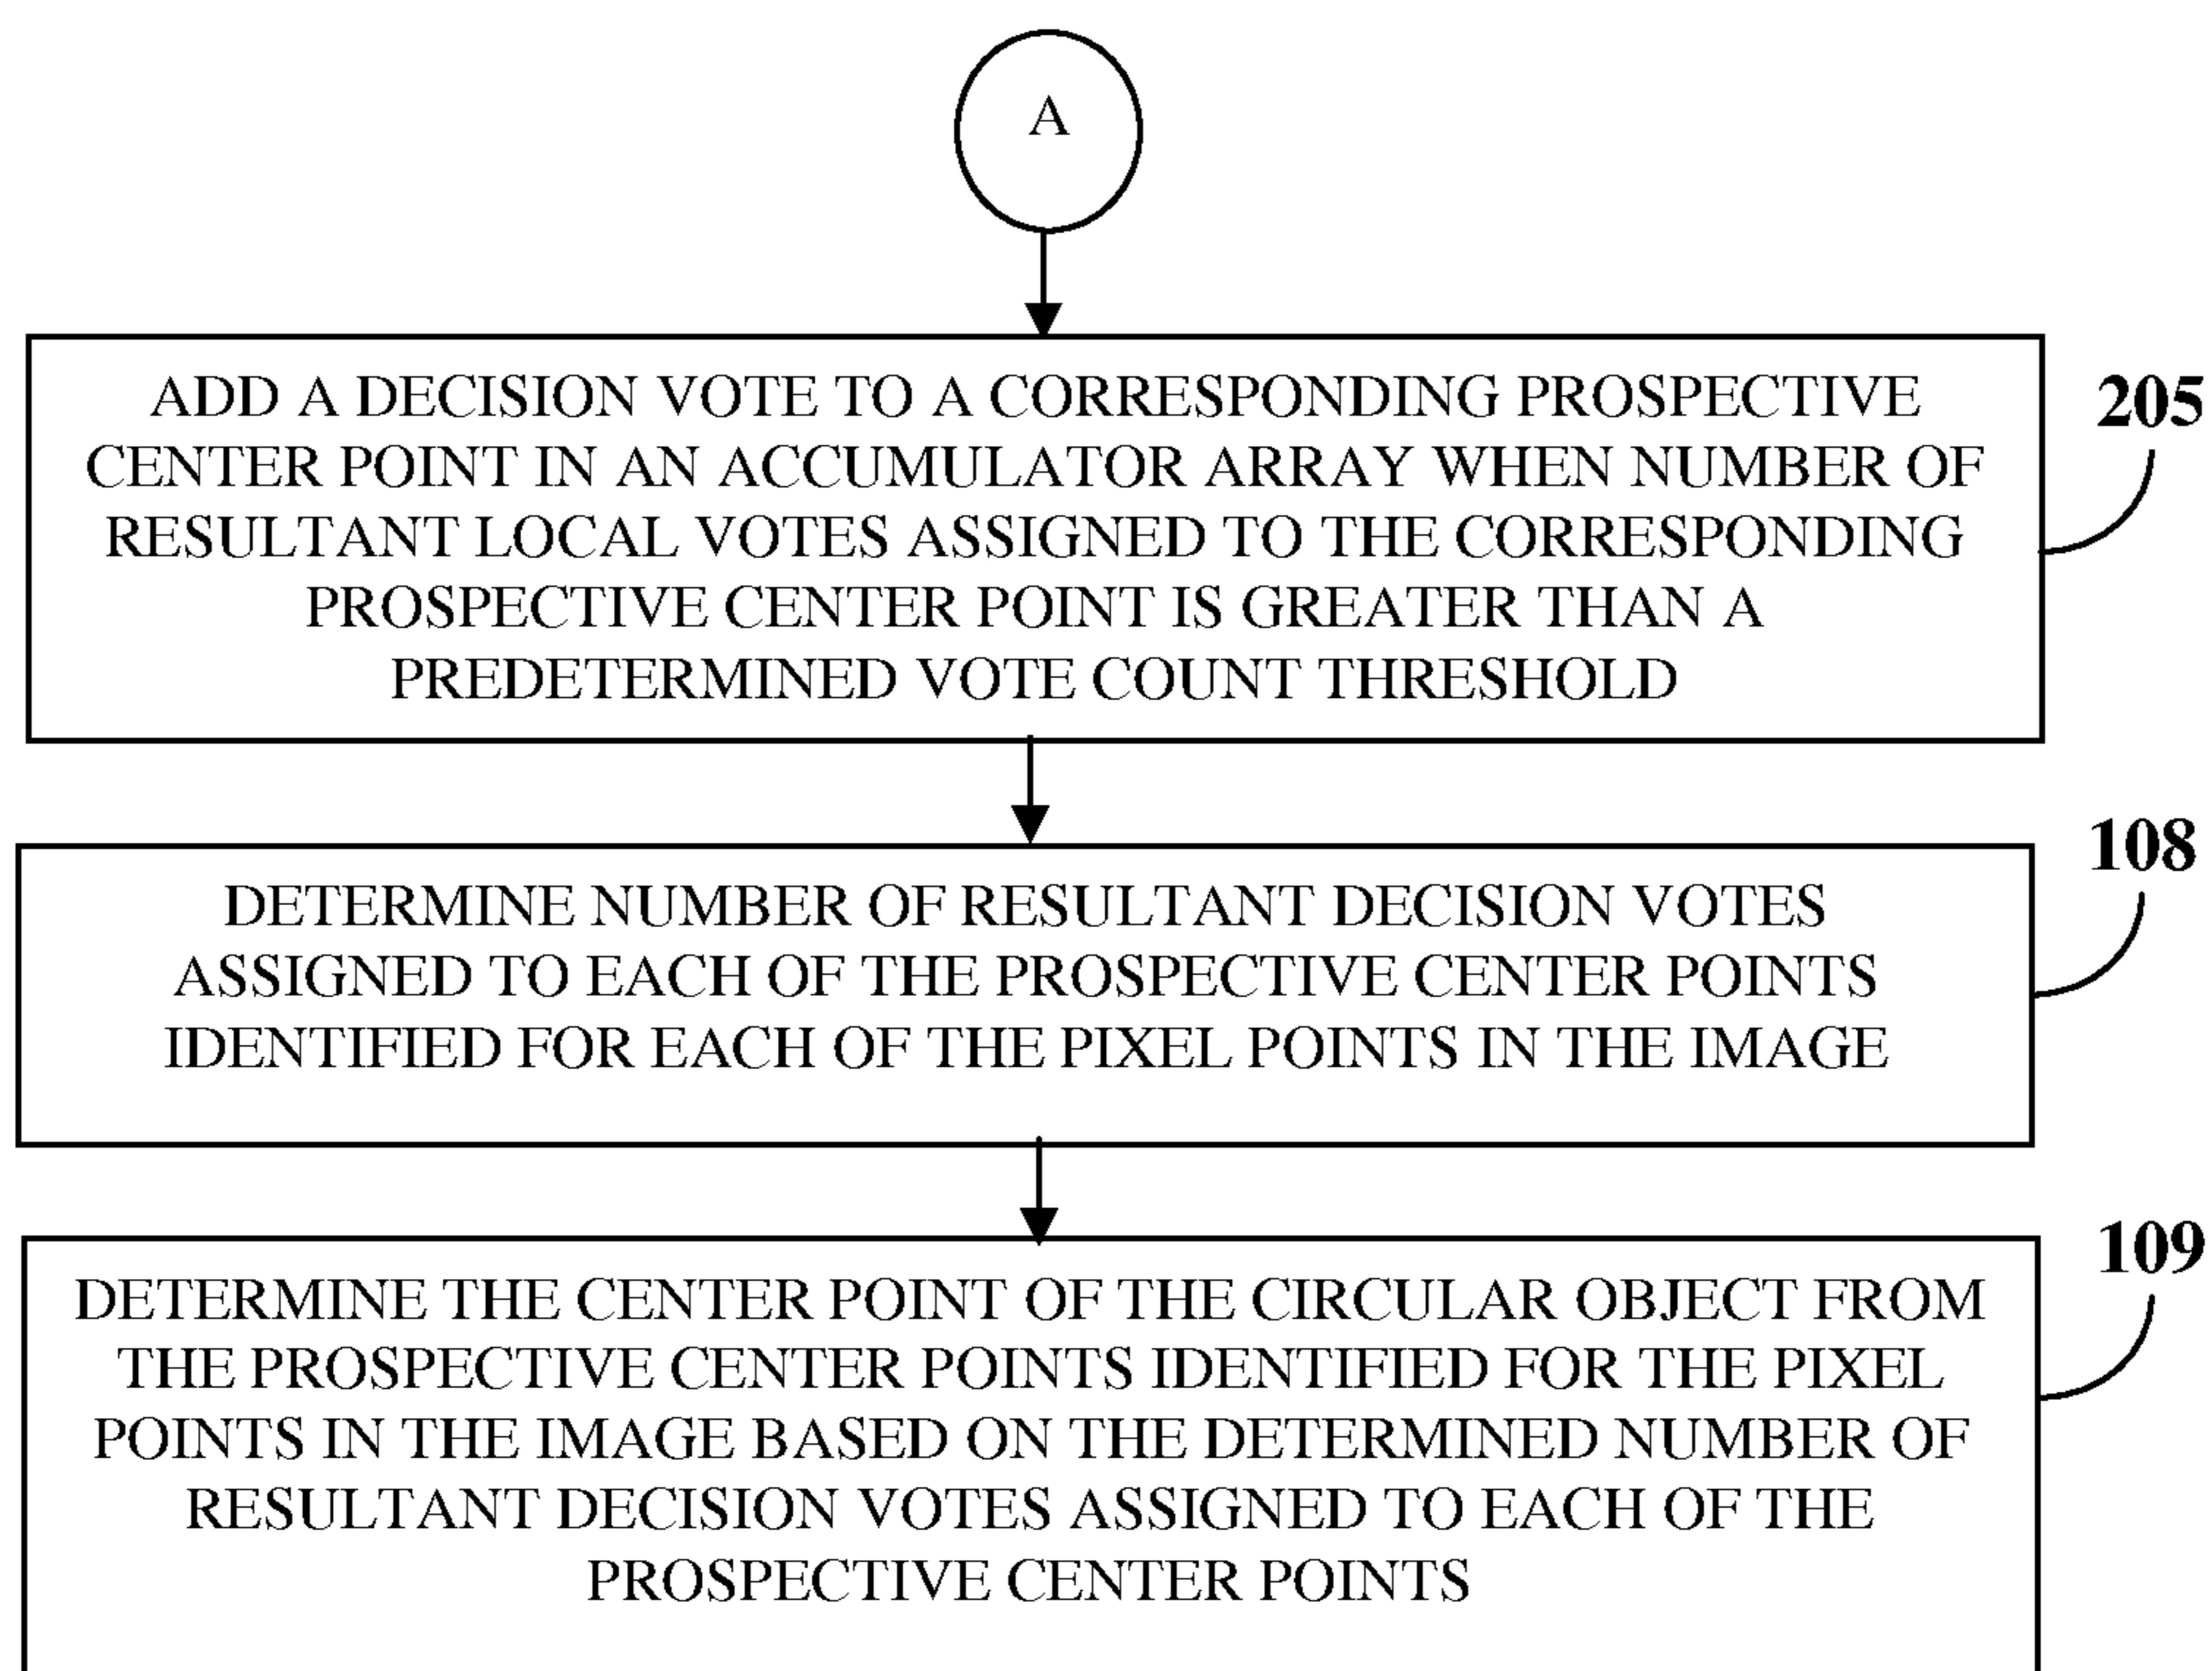 A
ADD A DECISION VOTE TO A CORRESPONDING PROSPECTIVE
CENTER POINT IN AN ACCUMULATOR ARRAY WHEN NUMBER OF
RESULTANT LOCAL VOTES ASSIGNED TO THE CORRESPONDING
PROSPECTIVE CENTER POINT IS GREATER THAN A
PREDETERMINED VOTE COUNT THRESHOLD
205
DETERMINE NUMBER OF RESULTANT DECISION VOTES
ASSIGNED TO EACH OF THE PROSPECTIVE CENTER POINTS
IDENTIFIED FOR EACH OF THE PIXEL POINTS IN THE IMAGE
108
DETERMINE THE CENTER POINT OF THE CIRCULAR OBJECT FROM
THE PROSPECTIVE CENTER POINTS IDENTIFIED FOR THE PIXEL
POINTS IN THE IMAGE BASED ON THE DETERMINED NUMBER OF
RESULTANT DECISION VOTES ASSIGNED TO EACH OF THE
PROSPECTIVE CENTER POINTS
109